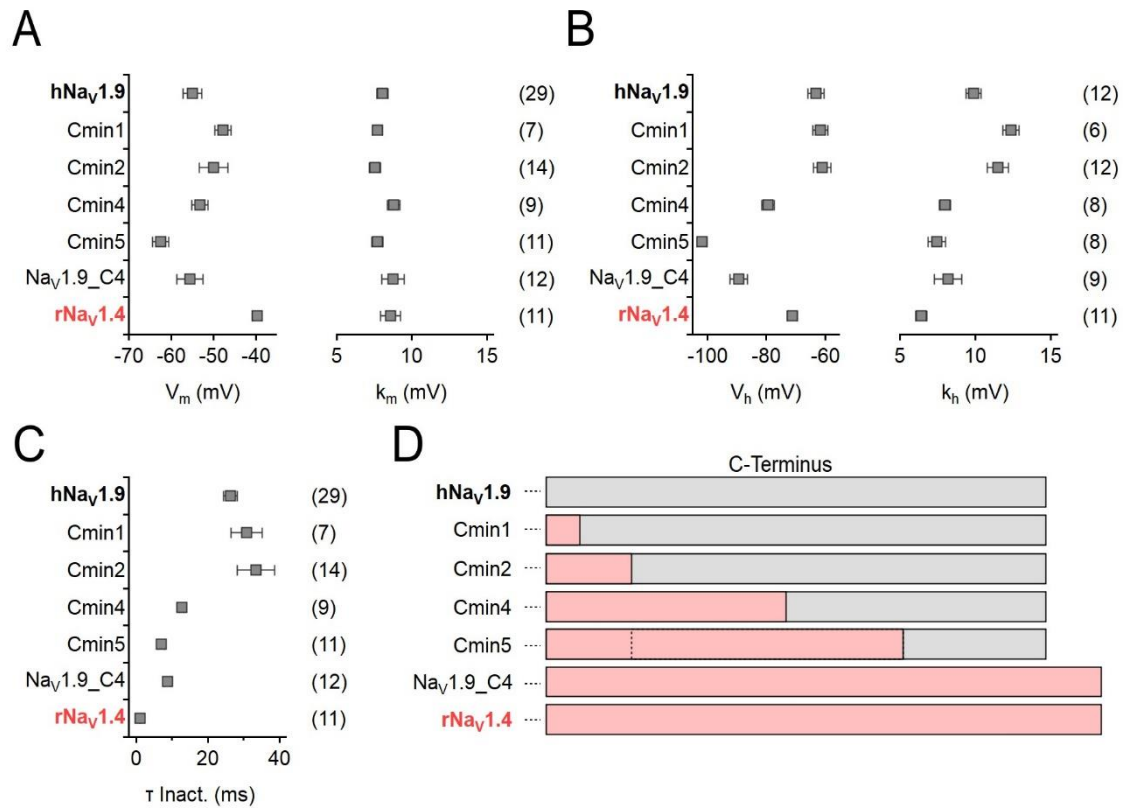 A
hNaV1.9 (29)
Cmin1 (7)
Cmin2 (14)
Cmin4 (9)
Cmin5 (11)
NaV1.9_C4 (12)
rNaV1.4 (11)
-70 -60 -50 -40 5 10 15
Vm (mV) km (mV)
B
hNaV1.9 (12)
Cmin1 (6)
Cmin2 (12)
Cmin4 (8)
Cmin5 (8)
NaV1.9_C4 (9)
rNaV1.4 (11)
-100 -80 -60 5 10 15
Vh (mV) kh (mV)
C
hNaV1.9 (29)
Cmin1 (7)
Cmin2 (14)
Cmin4 (9)
Cmin5 (11)
NaV1.9_C4 (12)
rNaV1.4 (11)
0 20 40
τ Inact. (ms)
D
C-Terminus
hNaV1.9
Cmin1
Cmin2
Cmin4
Cmin5
NaV1.9_C4
rNaV1.4